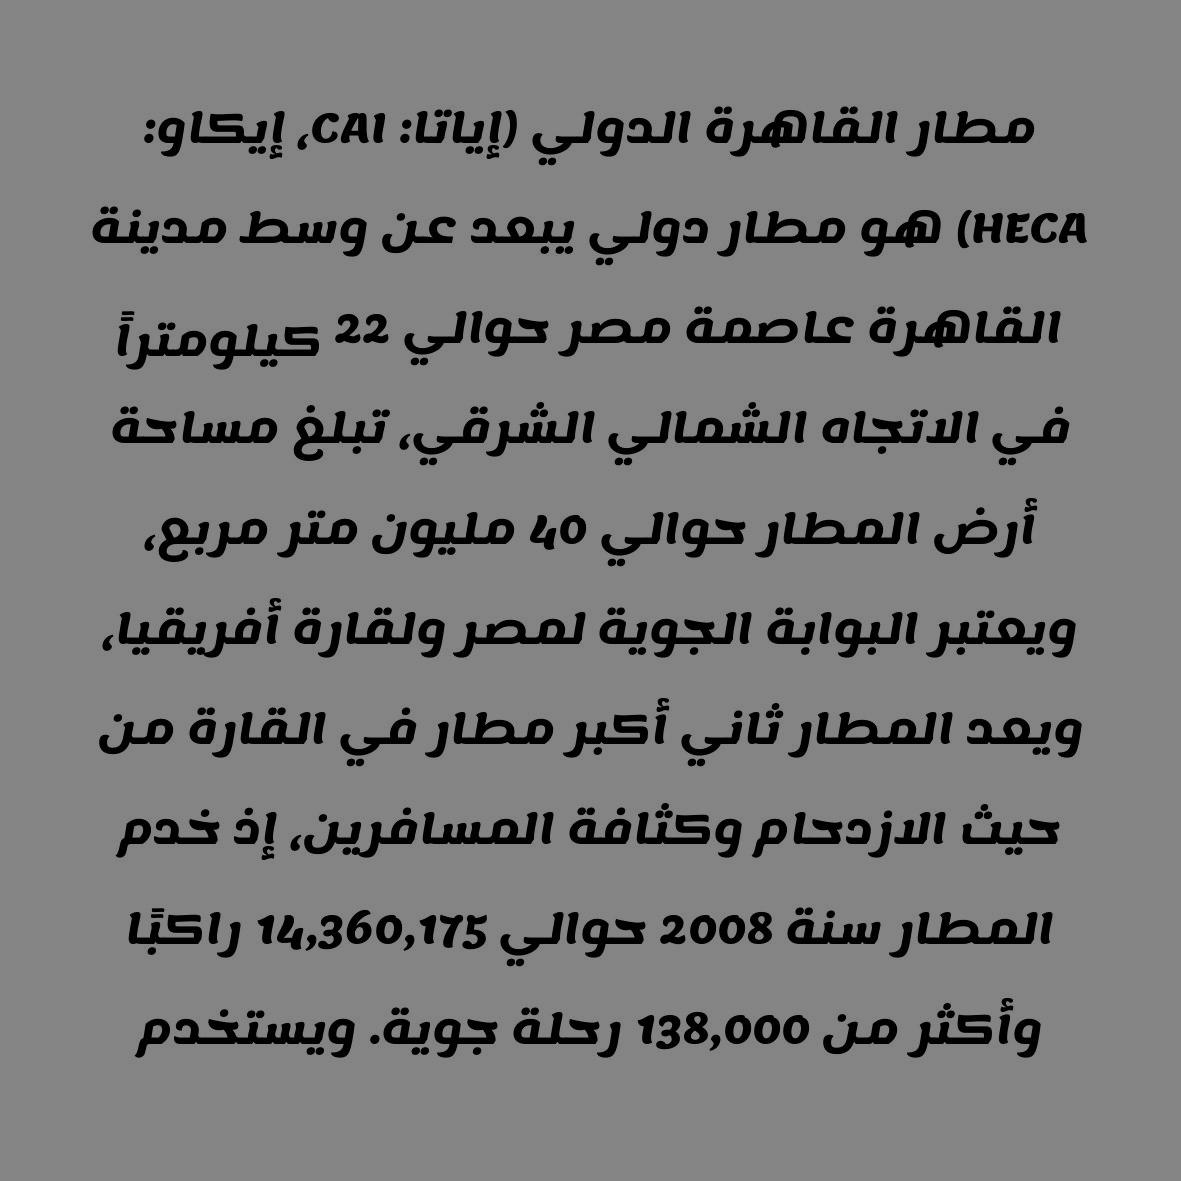 مطار القاهرة الدولي (إياتا: CAI، إيكاو:
HECA) هو مطار دولي يبعد عن وسط مدينة
القاهرة عاصمة مصر حوالي 22 كيلومتراً
في الاتجاه الشمالي الشرقي، تبلغ مساحة
أرض المطار حوالي 40 مليون متر مربع،
ويعتبر البوابة الجوية لمصر ولقارة أفريقيا،
ويعد المطار ثاني أكبر مطار في القارة من
حيث الازدحام وكثافة المسافرين، إذ خدم
المطار سنة 2008 حوالي 14,360,175 راكبًا
وأكثر من 138,000 رحلة جوية. ويستخدم